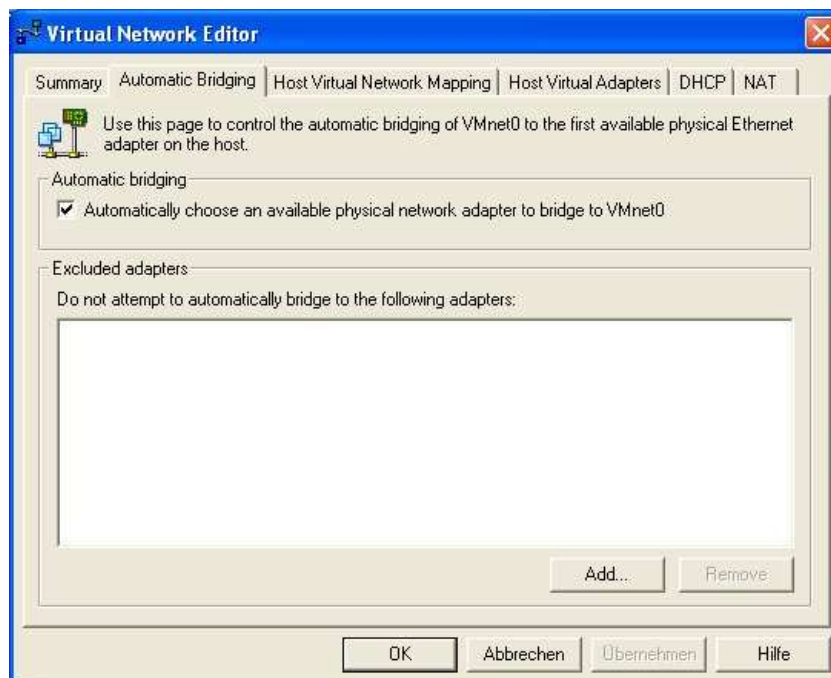 Virtual Network Editor
Summary Automatic Bridging Host Virtual Network Mapping Host Virtual Adapters DHCP NAT
Use this page to control the automatic bridging of VMnet0 to the first available physical Ethernet
adapter on the host.
Automatic bridging
Automatically choose an available physical network adapter to bridge to VMnet0
Excluded adapters
Do not attempt to automatically bridge to the following adapters:
Add... Remove
OK Abbrechen Übernehmen Hilfe